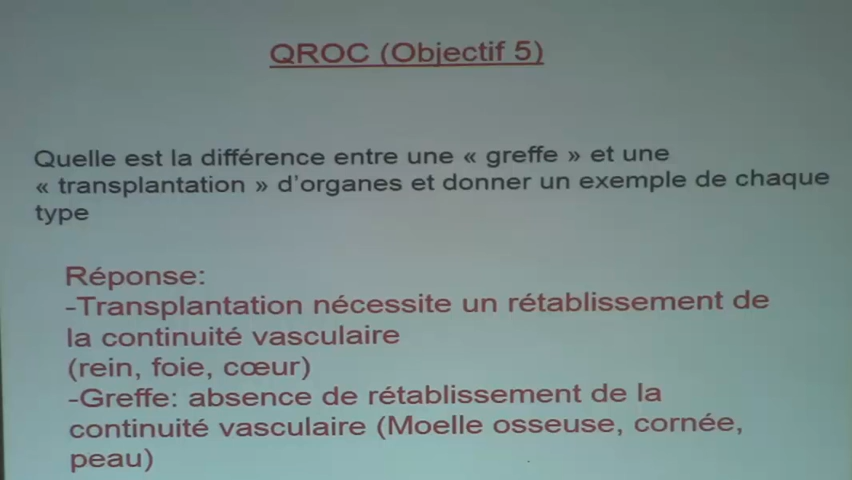 QROC (Objectif 5)
Quelle est la différence entre une « greffe » et une
« transplantation » d'organes et donner un exemple de chaque
type
Réponse:
-Transplantation nécessite un rétablissement de
la continuité vasculaire
(rein, foie, cœur)
-Greffe: absence de rétablissement de la
continuité vasculaire (Moelle osseuse, cornée,
peau)